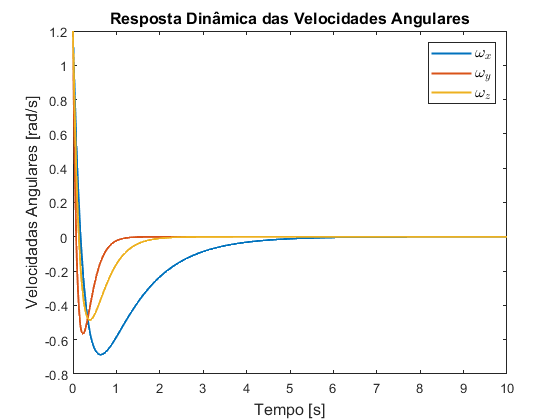 Resposta Dinâmica das Velocidades Angulares
Velocidadas Angulares [rad/s]
1.2
1
0.8
0.6
0.4
0.2
0
-0.2
-0.4
-0.6
-0.8
ωx
ωy
ωz
0 1 2 3 4 5 6 7 8 9 10
Tempo [s]